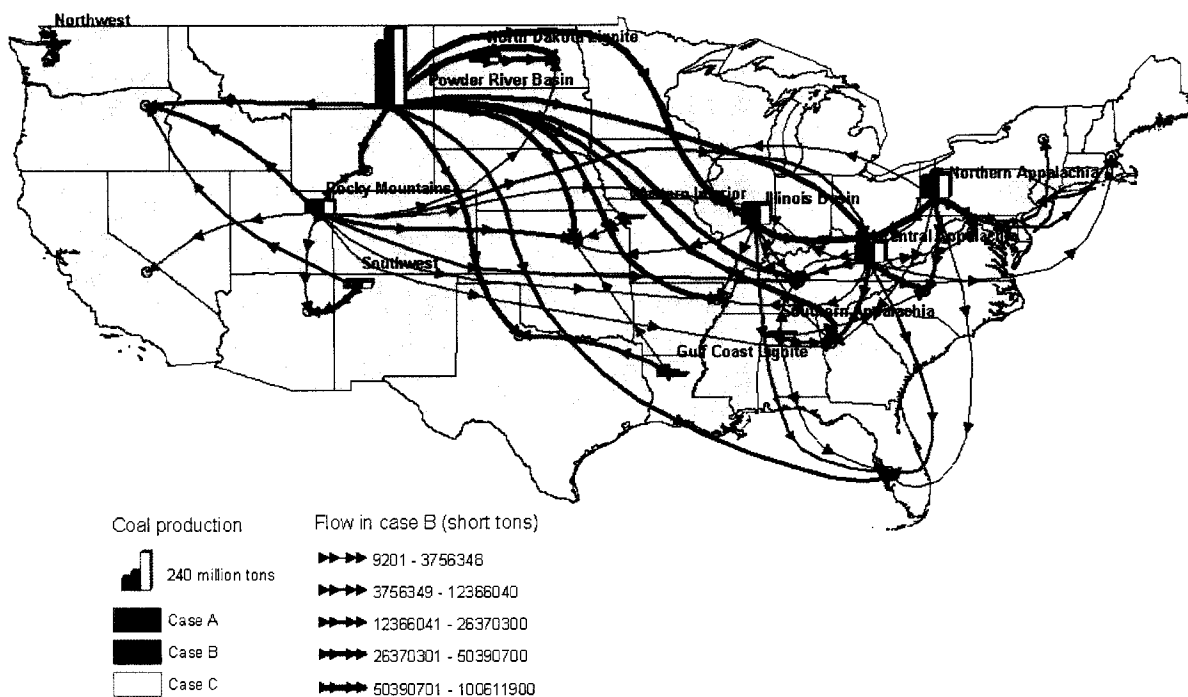 Northwest
North Dakota Lignite
Powder River Basin
Rocky Mountains
Western Interior
Illinois Basin
Northern Appalachia
Central Appalachia
Southwest
Southern Appalachia
Gulf Coast Lignite
Coal production
240 million tons
Case A
Case B
Case C
Flow in case B (short tons)
9201 - 3756348
3756349 - 12366040
12366041 - 26370300
26370301 - 50390700
50390701 - 100611900